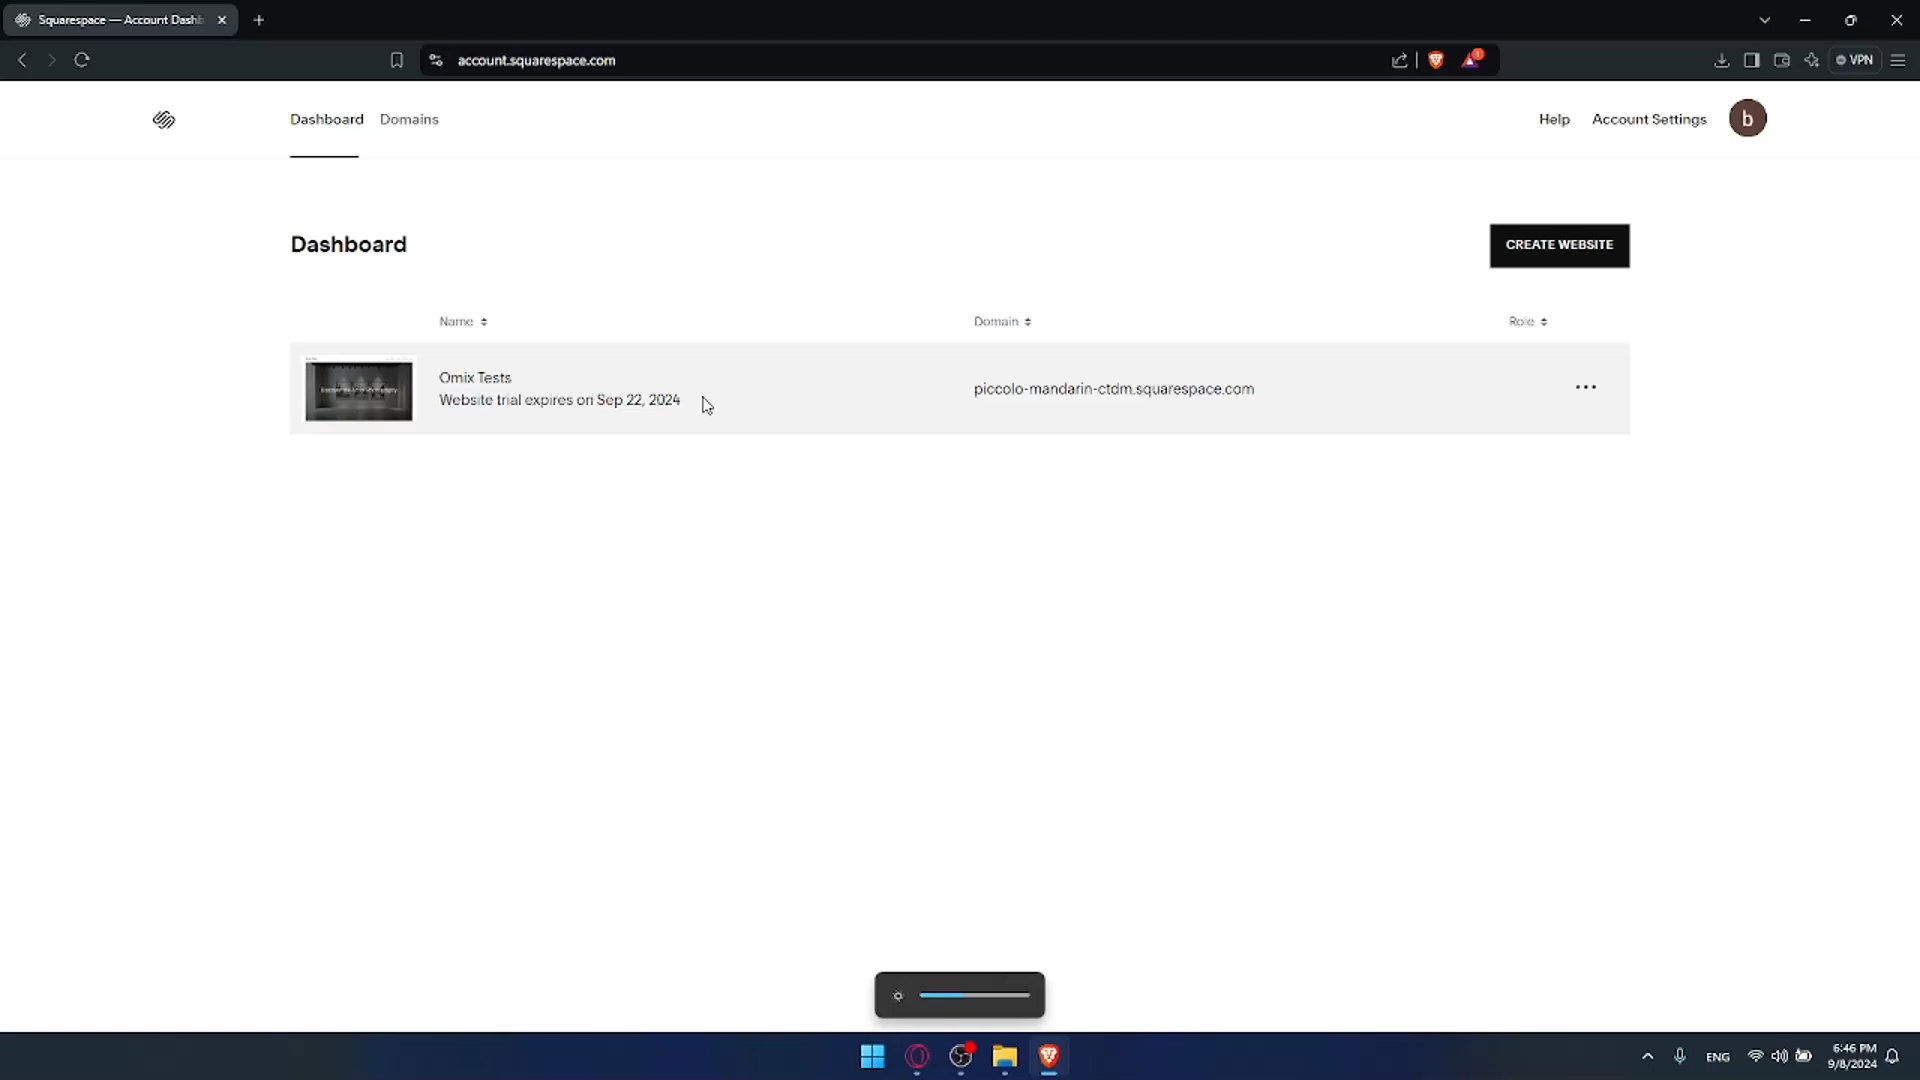 Squarespace — Account Dashb
account.squarespace.com
1
VPN
Dashboard
Domains
Help
Account Settings
b
Dashboard
CREATE WEBSITE
Name
Domain
Role
Omix Tests
Website trial expires on Sep 22, 2024
piccolo-mandarin-ctdm.squarespace.com
ENG
6:46 PM
9/8/2024